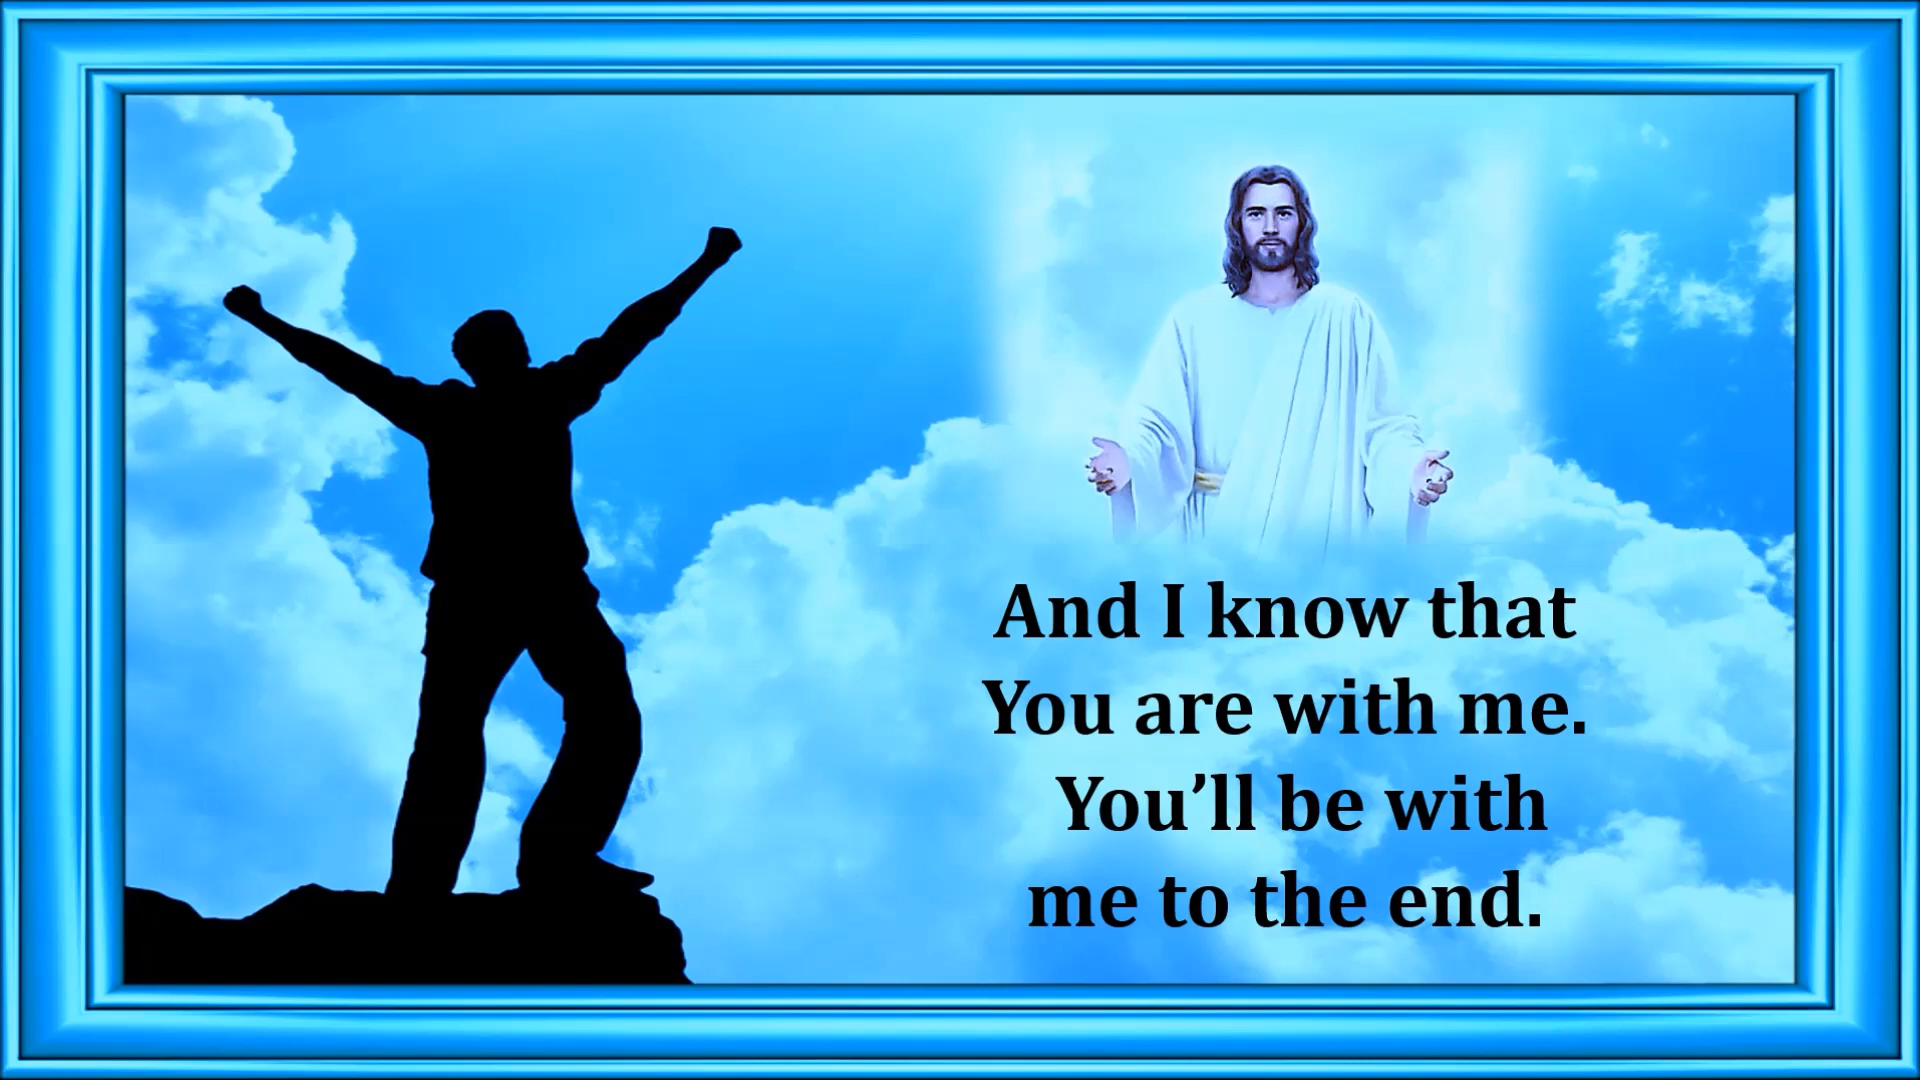 And I know that
You are with me.
You’ll be with
me to the end.